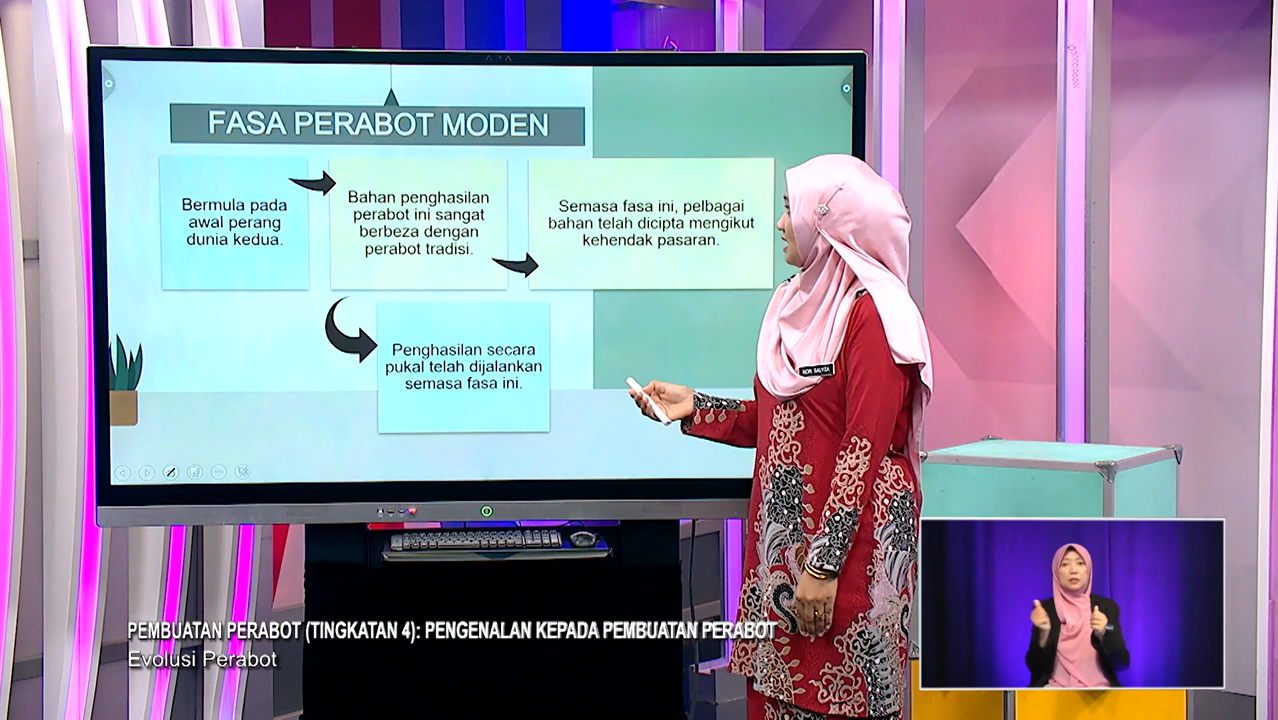 FASA PERABOT MODEN
Bermula pada
awal perang
dunia kedua.
Bahan penghasilan
perabot ini sangat
berbeza dengan
perabot tradisi.
Semasa fasa ini, pelbagai
bahan telah dicipta mengikut
kehendak pasaran.
Penghasilan secara
pukal telah dijalankan
semasa fasa ini.
NORI SALYZA
PEMBUATAN PERABOT (TINGKATAN 4): PENGENALAN KEPADA PEMBUATAN PERABOT
Evolusi Perabot